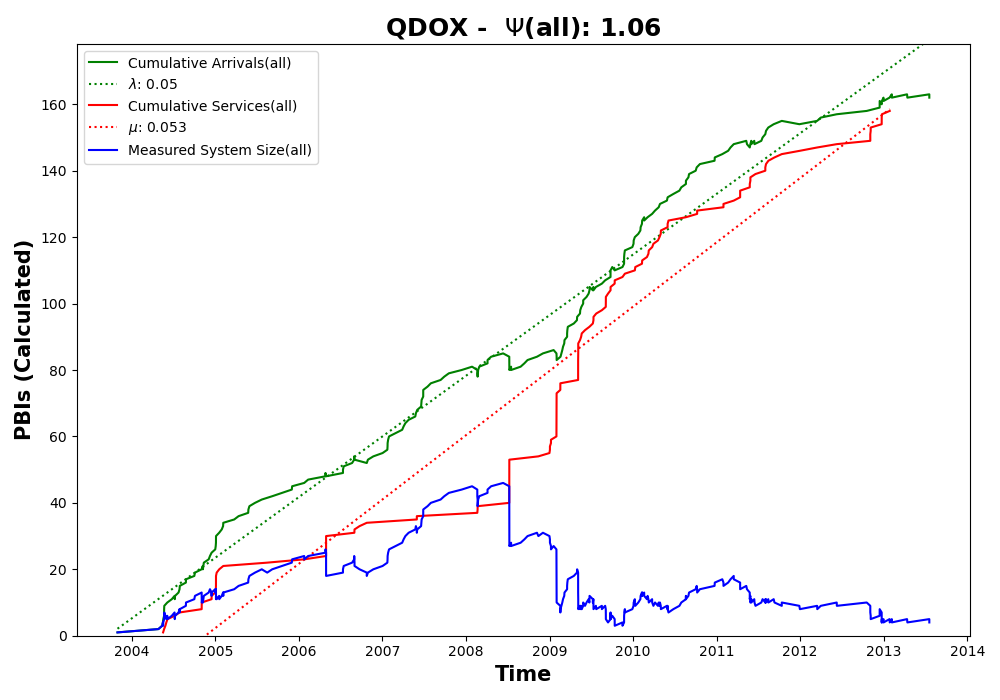 QDOX -  Ψ(all): 1.06
Cumulative Arrivals(all)
λ: 0.05
Cumulative Services(all)
μ: 0.053
Measured System Size(all)
PBIs (Calculated)
160
140
120
100
80
60
40
20
0
2004 2005 2006 2007 2008 2009 2010 2011 2012 2013 2014
Time